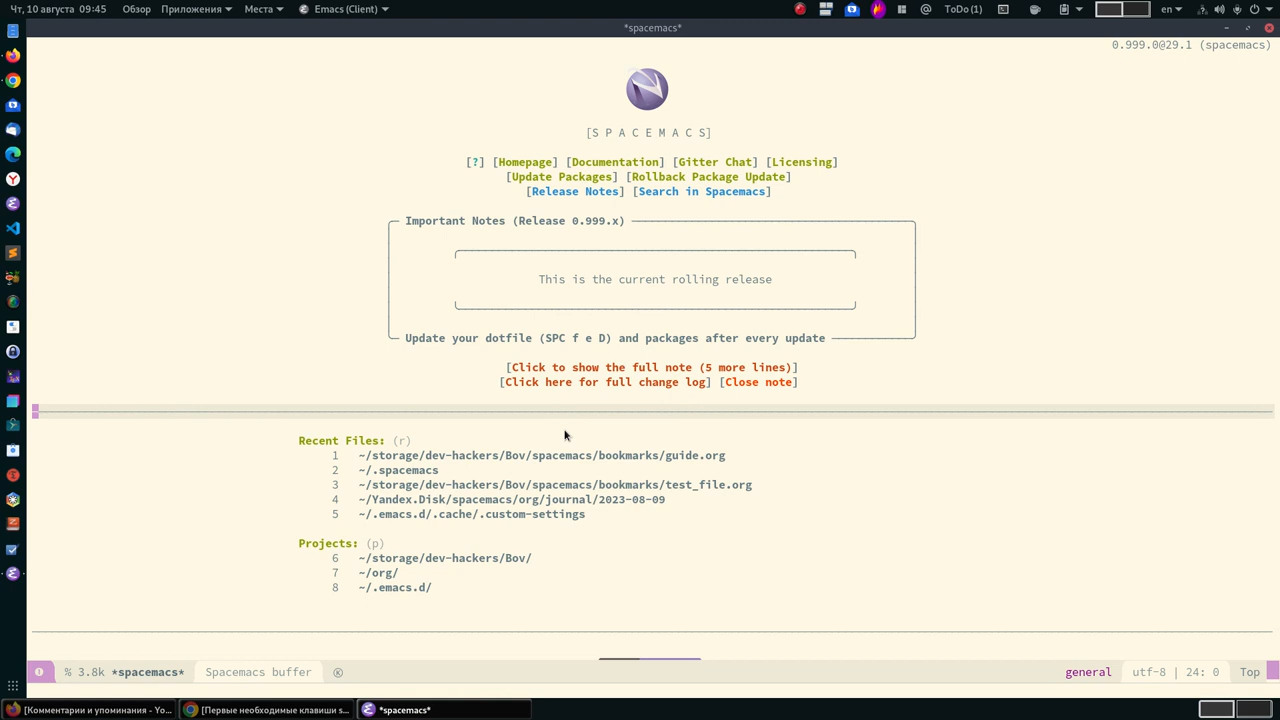 Чт, 10 августа 09:45 Обзор Приложения Места Emacs (Client) ToDo (1) en
*spacemacs*
0.999.0@29.1 (spacemacs)
[S P A C E M A C S]
[?] [Homepage] [Documentation] [Gitter Chat] [Licensing]
[Update Packages] [Rollback Package Update]
[Release Notes] [Search in Spacemacs]
Important Notes (Release 0.999.x)
This is the current rolling release
Update your dotfile (SPC f e D) and packages after every update
[Click to show the full note (5 more lines)]
[Click here for full change log] [Close note]
Recent Files: (r)
1 ~/storage/dev-hackers/Bov/spacemacs/bookmarks/guide.org
2 ~/.spacemacs
3 ~/storage/dev-hackers/Bov/spacemacs/bookmarks/test_file.org
4 ~/Yandex.Disk/spacemacs/org/journal/2023-08-09
5 ~/.emacs.d/.cache/.custom-settings
Projects: (p)
6 ~/storage/dev-hackers/Bov/
7 ~/org/
8 ~/.emacs.d/
% 3.8k *spacemacs* Spacemacs buffer general utf-8 | 24: 0 Top
[Комментарии и упоминания - Yo... [Первые необходимые клавиши s... *spacemacs*